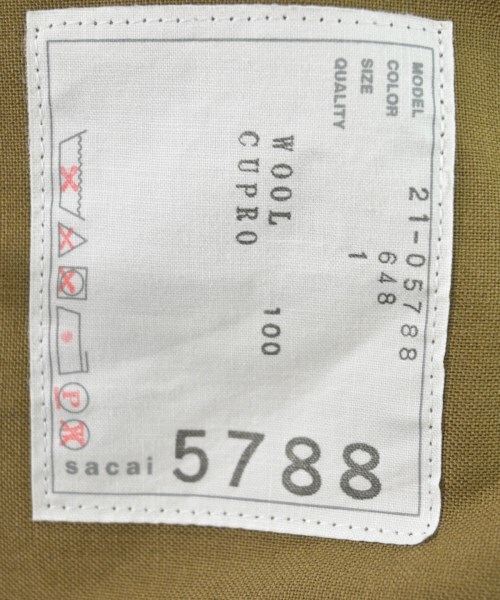 MODEL 21-05788
COLOR 648
SIZE 1
QUALITY
WOOL 100
CUPRO
P
W
sacai 5788